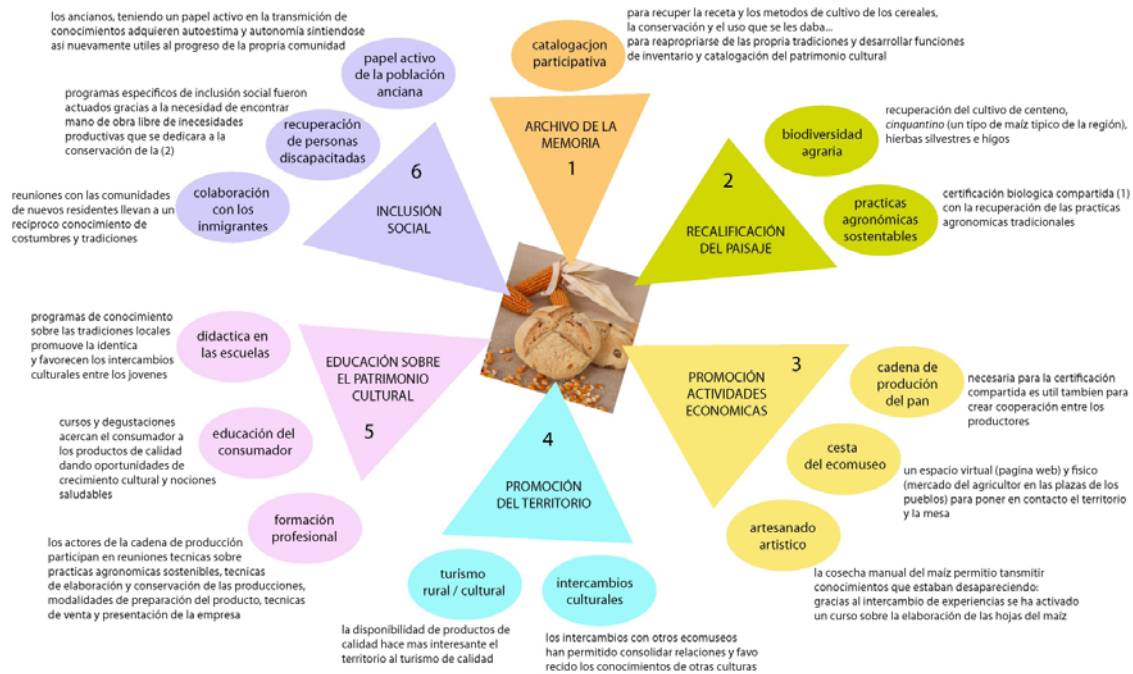 para recuper la receta y los metodos de cultivo de los cereales,
la conservación y el uso que se les daba...
para reapropriarse de las propria tradiciones y desarrollar funciones
de inventario y catalogación del patrimonio cultural
catalogacjon
participativa
ARCHIVO DE LA
MEMORIA
1
recuperación del cultivo de centeno,
cinquantino (un tipo de maíz tipico de la región),
hierbas silvestres e higos
biodiversidad
agraria
certificación biologica compartida (1)
con la recuperación de las practicas
agronomicas tradicionales
practicas
agronómicas
sostentables
2
RECALIFICACIÓN
DEL PAISAJE
3
PROMOCIÓN
ACTIVIDADES
ECONOMICAS
cadena de
produción
del pan
necesaria para la certificación
compartida es util tambien para
crear cooperación entre los
productores
cesta
del ecomuseo
un espacio virtual (pagina web) y fisico
(mercado del agricultor en las plazas de los
pueblos) para poner en contacto el territorio
y la mesa
artesanado
artistico
la cosecha manual del maíz permitio tansmitir
conocimientos que estaban desapareciendo:
gracias al intercambio de experiencias se ha activado
un curso sobre la elaboración de las hojas del maíz
4
PROMOCIÓN
DEL TERRITORIO
intercambios
culturales
los intercambios con otros ecomuseos
han permitido consolidar relaciones y favo
recido los conocimientos de otras culturas
turismo
rural / cultural
la disponibilidad de productos de
calidad hace mas interesante el
territorio al turismo de calidad
EDUCACIÓN SOBRE
EL PATRIMONIO
CULTURAL
5
formación
profesional
los actores de la cadena de producción
participan en reuniones tecnicas sobre
practicas agronomicas sostenibles, tecnicas
de elaboración y conservación de las producciones,
modalidades de preparación del producto, tecnicas
de venta y presentación de la empresa
educación del
consumador
cursos y degustationes
acercan el consumador a
los productos de calidad
dando oportunidades de
crecimiento cultural y nociones
saludables
didactica en
las escuelas
programas de conocimiento
sobre las tradiciones locales
promouve la identica
y favorecen los intercambios
culturales entre los jovenes
6
INCLUSIÓN
SOCIAL
colaboración
con los
inmigrantes
reuniones con las comunidades
de nuevos residentes llevan a un
reciproco conocimiento de
costumbres y tradiciones
recuperación
de personas
discapacitadas
programas especificos de inclusión social fueron
actuados gracias a la necesidad de encontrar
mano de obra libre de inecesidades
productivas que se dedicara a la
conservación de la (2)
papel activo
de la población
anciana
los ancianos, teniendo un papel activo en la transmición de
conocimientos adquieren autoestima y autonomía sintiendose
asi nuevamente utiles al progreso de la propria comunidad